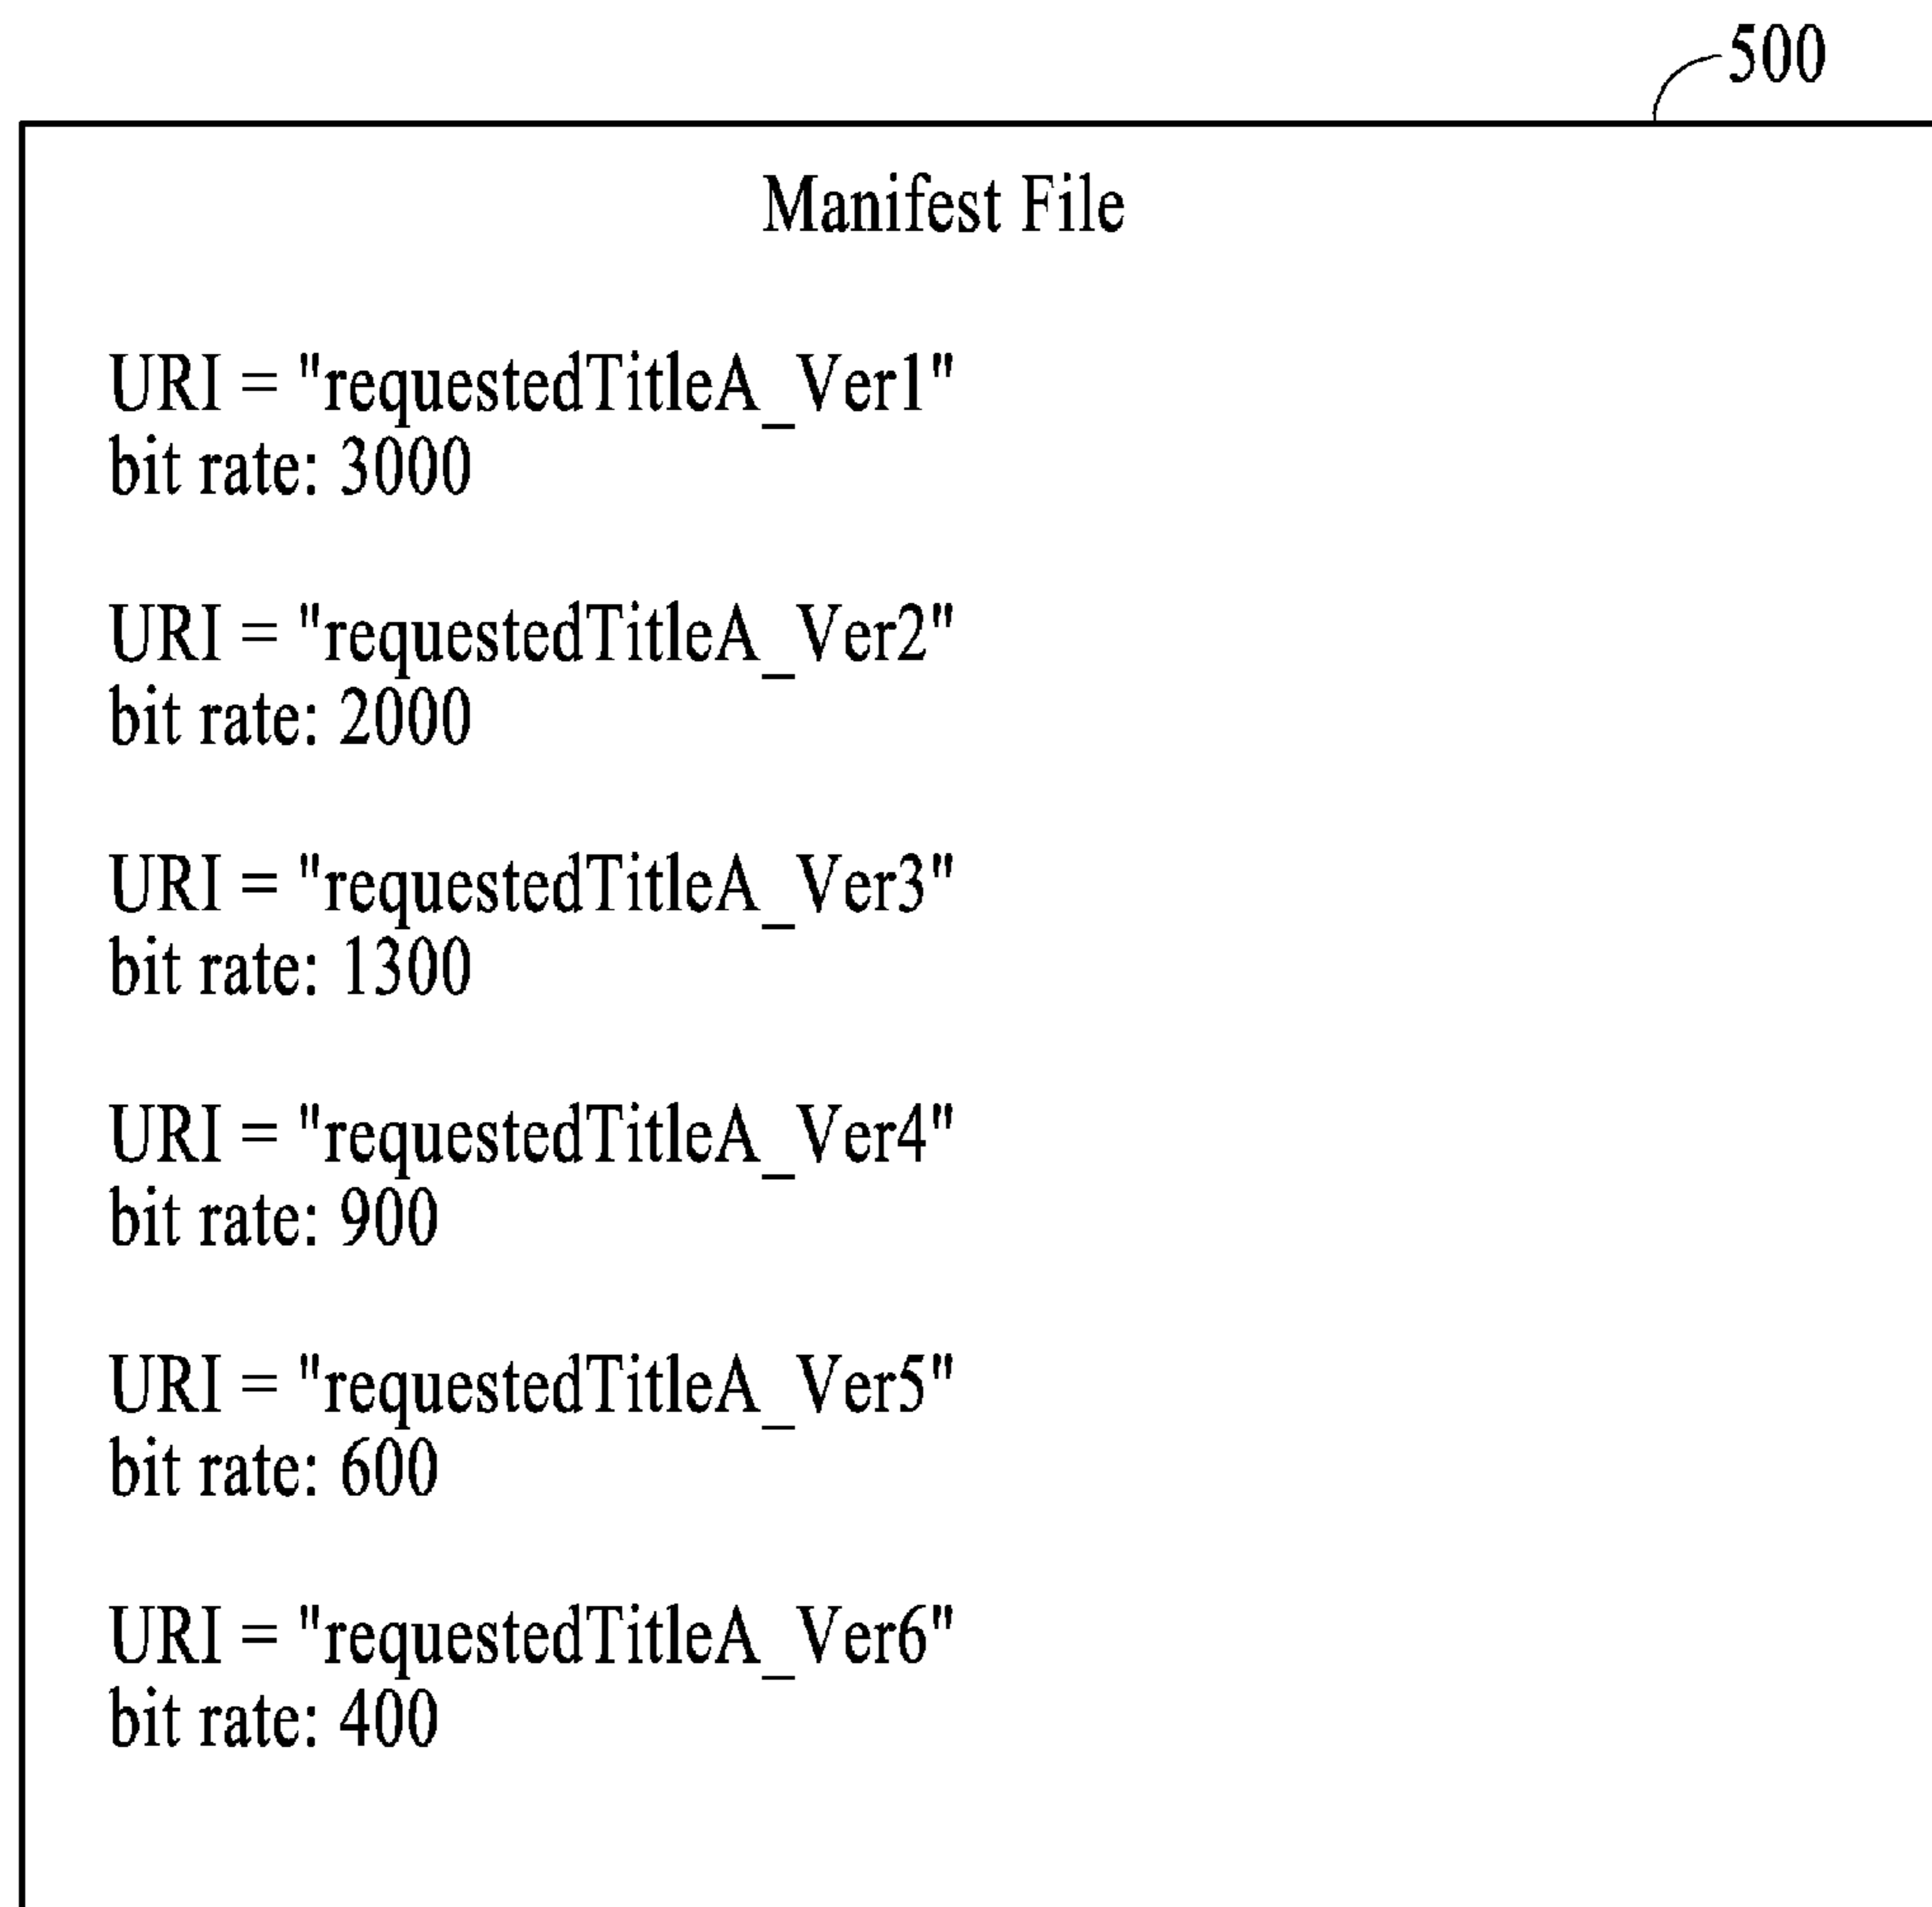 500
Manifest File
URI = "requestedTitleA_Ver1"
bit rate: 3000
URI = "requestedTitleA_Ver2"
bit rate: 2000
URI = "requestedTitleA_Ver3"
bit rate: 1300
URI = "requestedTitleA_Ver4"
bit rate: 900
URI = "requestedTitleA_Ver5"
bit rate: 600
URI = "requestedTitleA_Ver6"
bit rate: 400